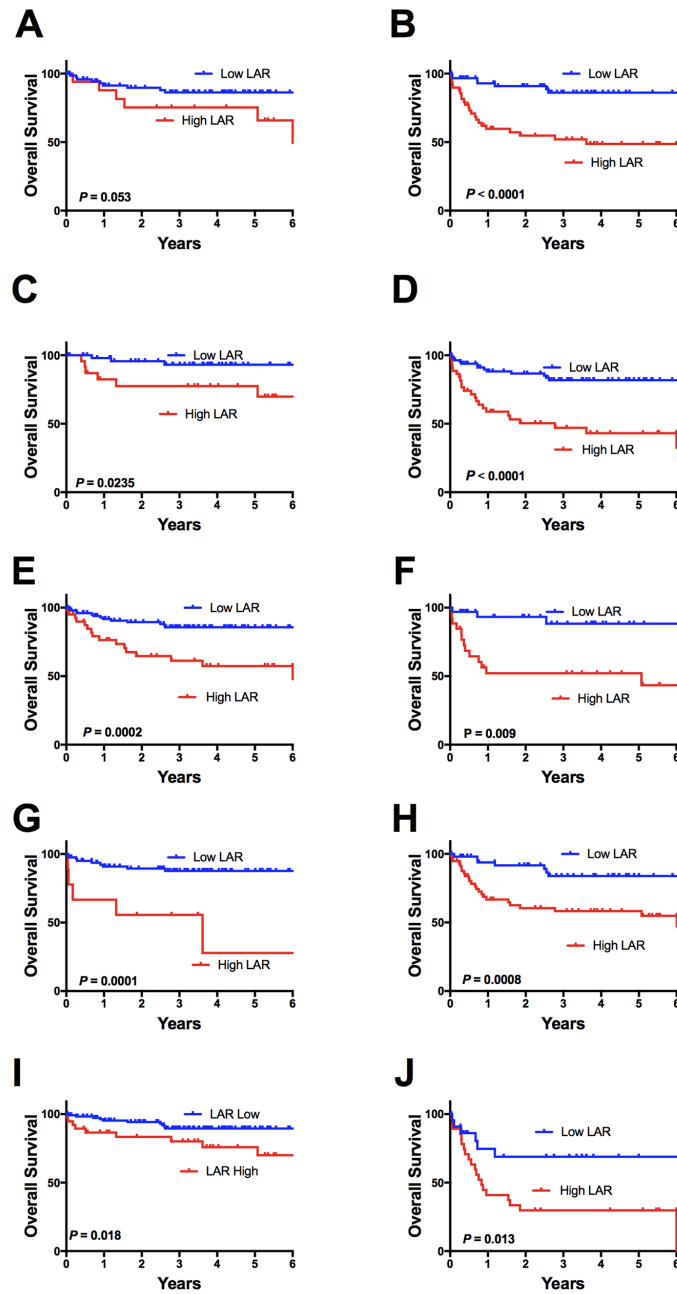 A
Overall Survival
100
50
0
Low LAR
High LAR
P = 0.053
0 1 2 3 4 5 6
Years
B
Overall Survival
100
50
0
Low LAR
High LAR
P < 0.0001
0 1 2 3 4 5 6
Years
C
Overall Survival
100
50
0
Low LAR
High LAR
P = 0.0235
0 1 2 3 4 5 6
Years
D
Overall Survival
100
50
0
Low LAR
High LAR
P < 0.0001
0 1 2 3 4 5 6
Years
E
Overall Survival
100
50
0
Low LAR
High LAR
P = 0.0002
0 1 2 3 4 5 6
Years
F
Overall Survival
100
50
0
Low LAR
High LAR
P = 0.009
0 1 2 3 4 5 6
Years
G
Overall Survival
100
50
0
Low LAR
High LAR
P = 0.0001
0 1 2 3 4 5 6
Years
H
Overall Survival
100
50
0
Low LAR
High LAR
P = 0.0008
0 1 2 3 4 5 6
Years
I
Overall Survival
100
50
0
LAR Low
LAR High
P = 0.018
0 1 2 3 4 5 6
Years
J
Overall Survival
100
50
0
Low LAR
High LAR
P = 0.013
0 1 2 3 4 5 6
Years